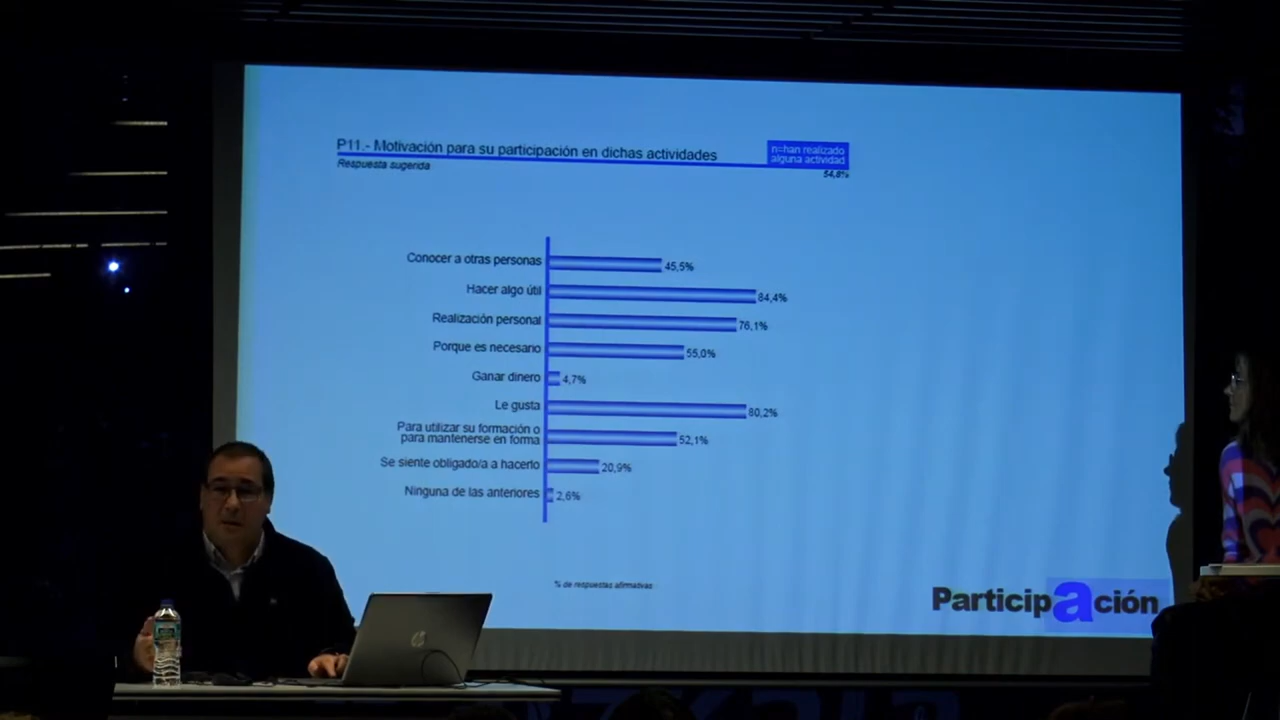 P11.- Motivación para su participación en dichas actividades
n=han realizado
alguna actividad
Respuesta sugerida
54,8%
Conocer a otras personas 45,5%
Hacer algo útil 84,4%
Realización personal 76,1%
Porque es necesario 55,0%
Ganar dinero 4,7%
Le gusta 80,2%
Para utilizar su formación o
para mantenerse en forma 52,1%
Se siente obligado/a a hacerlo 20,9%
Ninguna de las anteriores 2,6%
% de respuestas afirmativas
Participación
hp